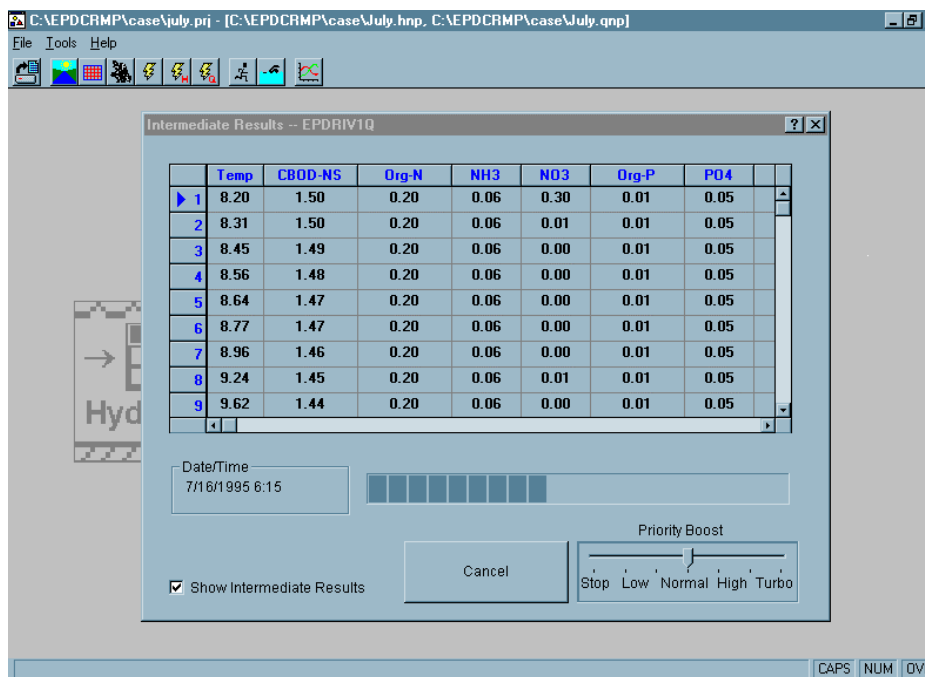 C:\EPDCRMP\case\july.prj - [C:\EPDCRMP\case\July.hnp, C:\EPDCRMP\case\July.qnp]
File Tools Help
Intermediate Results -- EPDRIV1Q
Temp CBOD-NS Org-N NH3 NO3 Org-P PO4
1 8.20 1.50 0.20 0.06 0.30 0.01 0.05
2 8.31 1.50 0.20 0.06 0.01 0.01 0.05
3 8.45 1.49 0.20 0.06 0.00 0.01 0.05
4 8.56 1.48 0.20 0.06 0.00 0.01 0.05
5 8.64 1.47 0.20 0.06 0.00 0.01 0.05
6 8.77 1.47 0.20 0.06 0.00 0.01 0.05
7 8.96 1.46 0.20 0.06 0.00 0.01 0.05
8 9.24 1.45 0.20 0.06 0.01 0.01 0.05
9 9.62 1.44 0.20 0.06 0.00 0.01 0.05
Hyd
Date/Time
7/16/1995 6:15
Priority Boost
Cancel
Stop Low Normal High Turbo
Show Intermediate Results
CAPS NUM OV